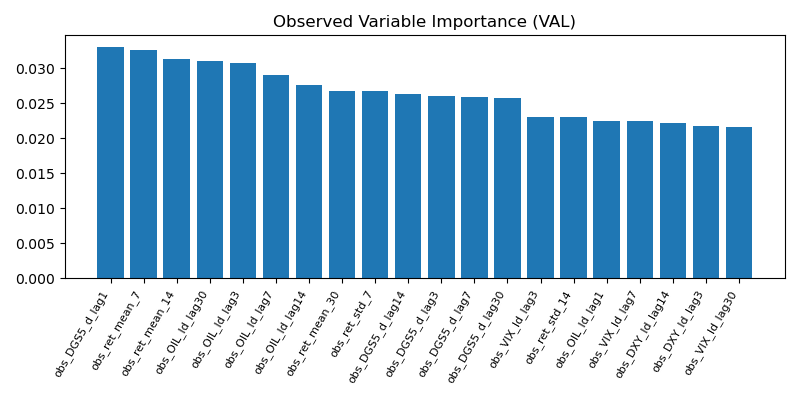 Observed Variable Importance (VAL)
0.030
0.025
0.020
0.015
0.010
0.005
0.000
obs_DGS5_d_lag1
obs_ret_mean_7
obs_ret_mean_14
obs_OIL_ld_lag30
obs_OIL_ld_lag3
obs_OIL_ld_lag7
obs_OIL_ld_lag14
obs_ret_mean_30
obs_ret_std_7
obs_DGS5_d_lag14
obs_DGS5_d_lag3
obs_DGS5_d_lag7
obs_DGS5_d_lag30
obs_VIX_ld_lag3
obs_ret_std_14
obs_OIL_ld_lag1
obs_VIX_ld_lag7
obs_DXY_ld_lag14
obs_DXY_ld_lag3
obs_VIX_ld_lag30